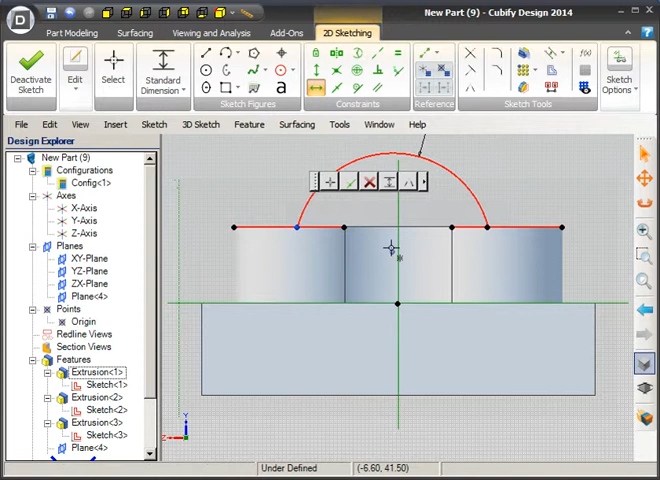 D
New Part (9) - Cubify Design 2014
Part Modeling Surfacing Viewing and Analysis Add-Ons 2D Sketching
Deactivate Sketch
Edit
Select
Standard Dimension
Sketch Figures
Constraints
Reference
Sketch Tools
Sketch Options
File Edit View Insert Sketch 3D Sketch Feature Surfacing Tools Window Help
Design Explorer
New Part (9)
Configurations
Config<1>
Axes
X-Axis
Y-Axis
Z-Axis
Planes
XY-Plane
YZ-Plane
ZX-Plane
Plane<4>
Points
Origin
Redline Views
Section Views
Features
Extrusion<1>
Sketch<1>
Extrusion<2>
Sketch<2>
Extrusion<3>
Sketch<3>
Plane<4>
Y
Z
Under Defined (-6.60, 41.50)